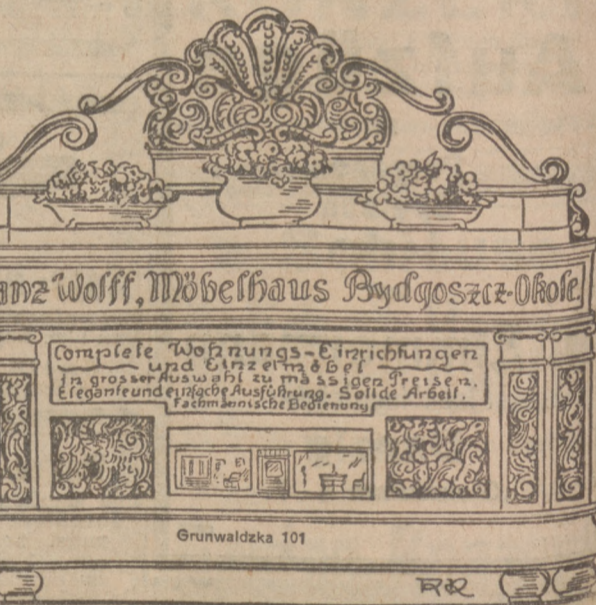 anz Wolff, Möbelhaus Bydgoszcz-Okole
Complete Wohnungs-Einrichtungen
und Einzelmöbel
in grosser Auswahl zu mässigen Preisen.
Elegante und einfache Ausführung. Solide Arbeit.
Fachmännische Bedienung
Grunwaldzka 101